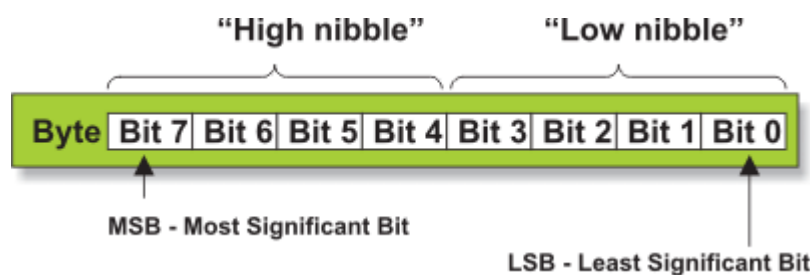 “High nibble” “Low nibble”
Byte Bit 7 Bit 6 Bit 5 Bit 4 Bit 3 Bit 2 Bit 1 Bit 0
MSB - Most Significant Bit
LSB - Least Significant Bit